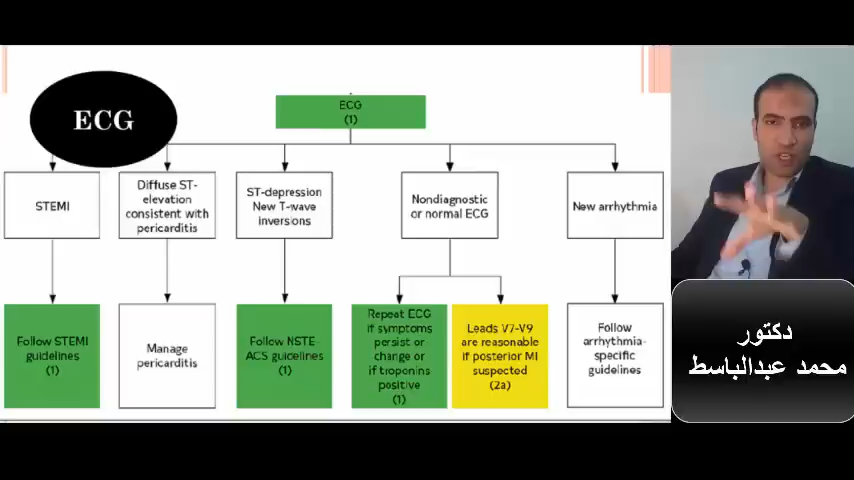 ECG
ECG
(1)
STEMI
Diffuse ST-
elevation
consistent with
pericarditis
ST-depression
New T-wave
inversions
Nondiagnostic
or normal ECG
New arrhythmia
Follow STEMI
guidelines
(1)
Manage
pericarditis
Follow NSTE-
ACS guidelines
(1)
Repeat ECG
if symptoms
persist or
change or
if troponins
positive
(1)
Leads V7-V9
are reasonable
if posterior MI
suspected
(2a)
Follow
arrhythmia-
specific
guidelines
دكتور
محمد عبدالباسط